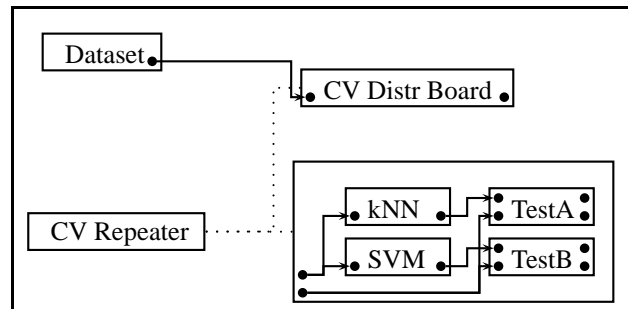 Dataset
CV Distr Board
kNN
TestA
CV Repeater
SVM
TestB